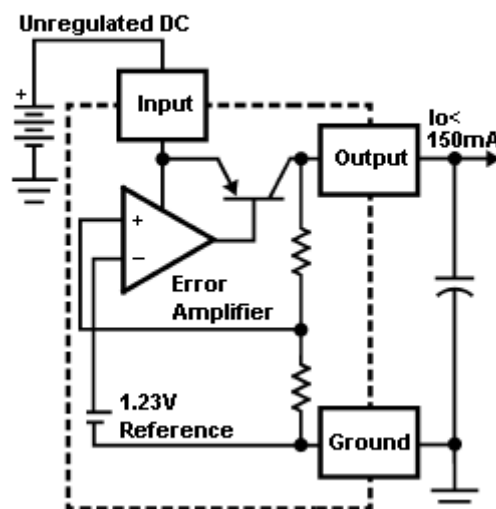 Unregulated DC
+
Input
Io<
150mA
Output
+
−
Error
Amplifier
1.23V
Reference
Ground